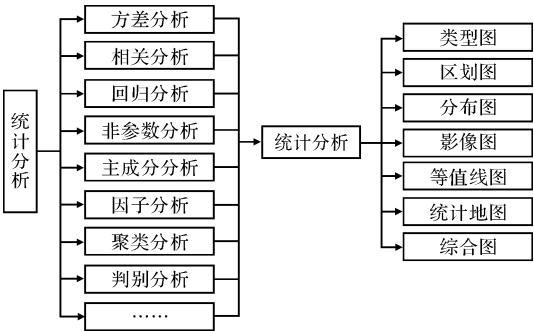 统计分析
方差分析
相关分析
回归分析
非参数分析
主成分分析
因子分析
聚类分析
判别分析
……
统计分析
类型图
区划图
分布图
影像图
等值线图
统计地图
综合图